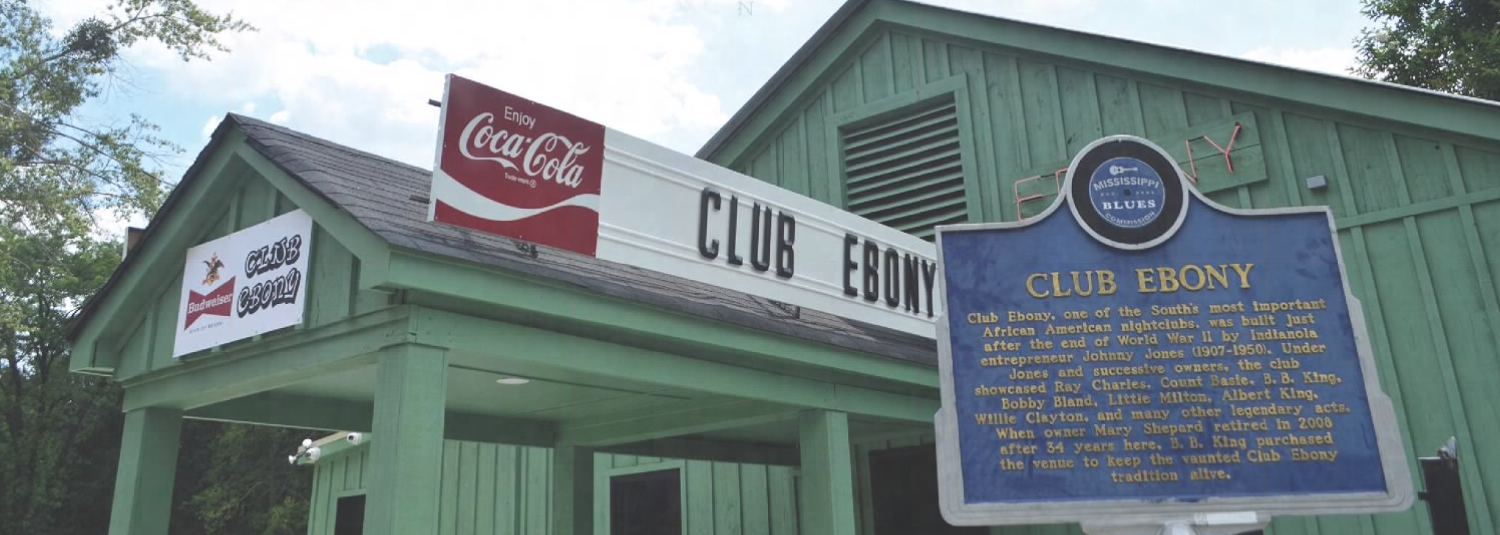 Enjoy
Coca-Cola
Trade-mark ®
CLUB EBONY
CLUB
EBONY
Budweiser
E Y
MISSISSIPPI
BLUES
COMMISSION
CLUB EBONY
Club Ebony, one of the South's most important
African American nightclubs, was built just
after the end of World War II by Indianola
entrepreneur Johnny Jones (1907-1950). Under
Jones and successive owners, the club
showcased Ray Charles, Count Basie, B. B. King,
Bobby Bland, Little Milton, Albert King,
Willie Clayton, and many other legendary acts.
When owner Mary Shepard retired in 2008
after 34 years here, B. B. King purchased
the venue to keep the vaunted Club Ebony
tradition alive.